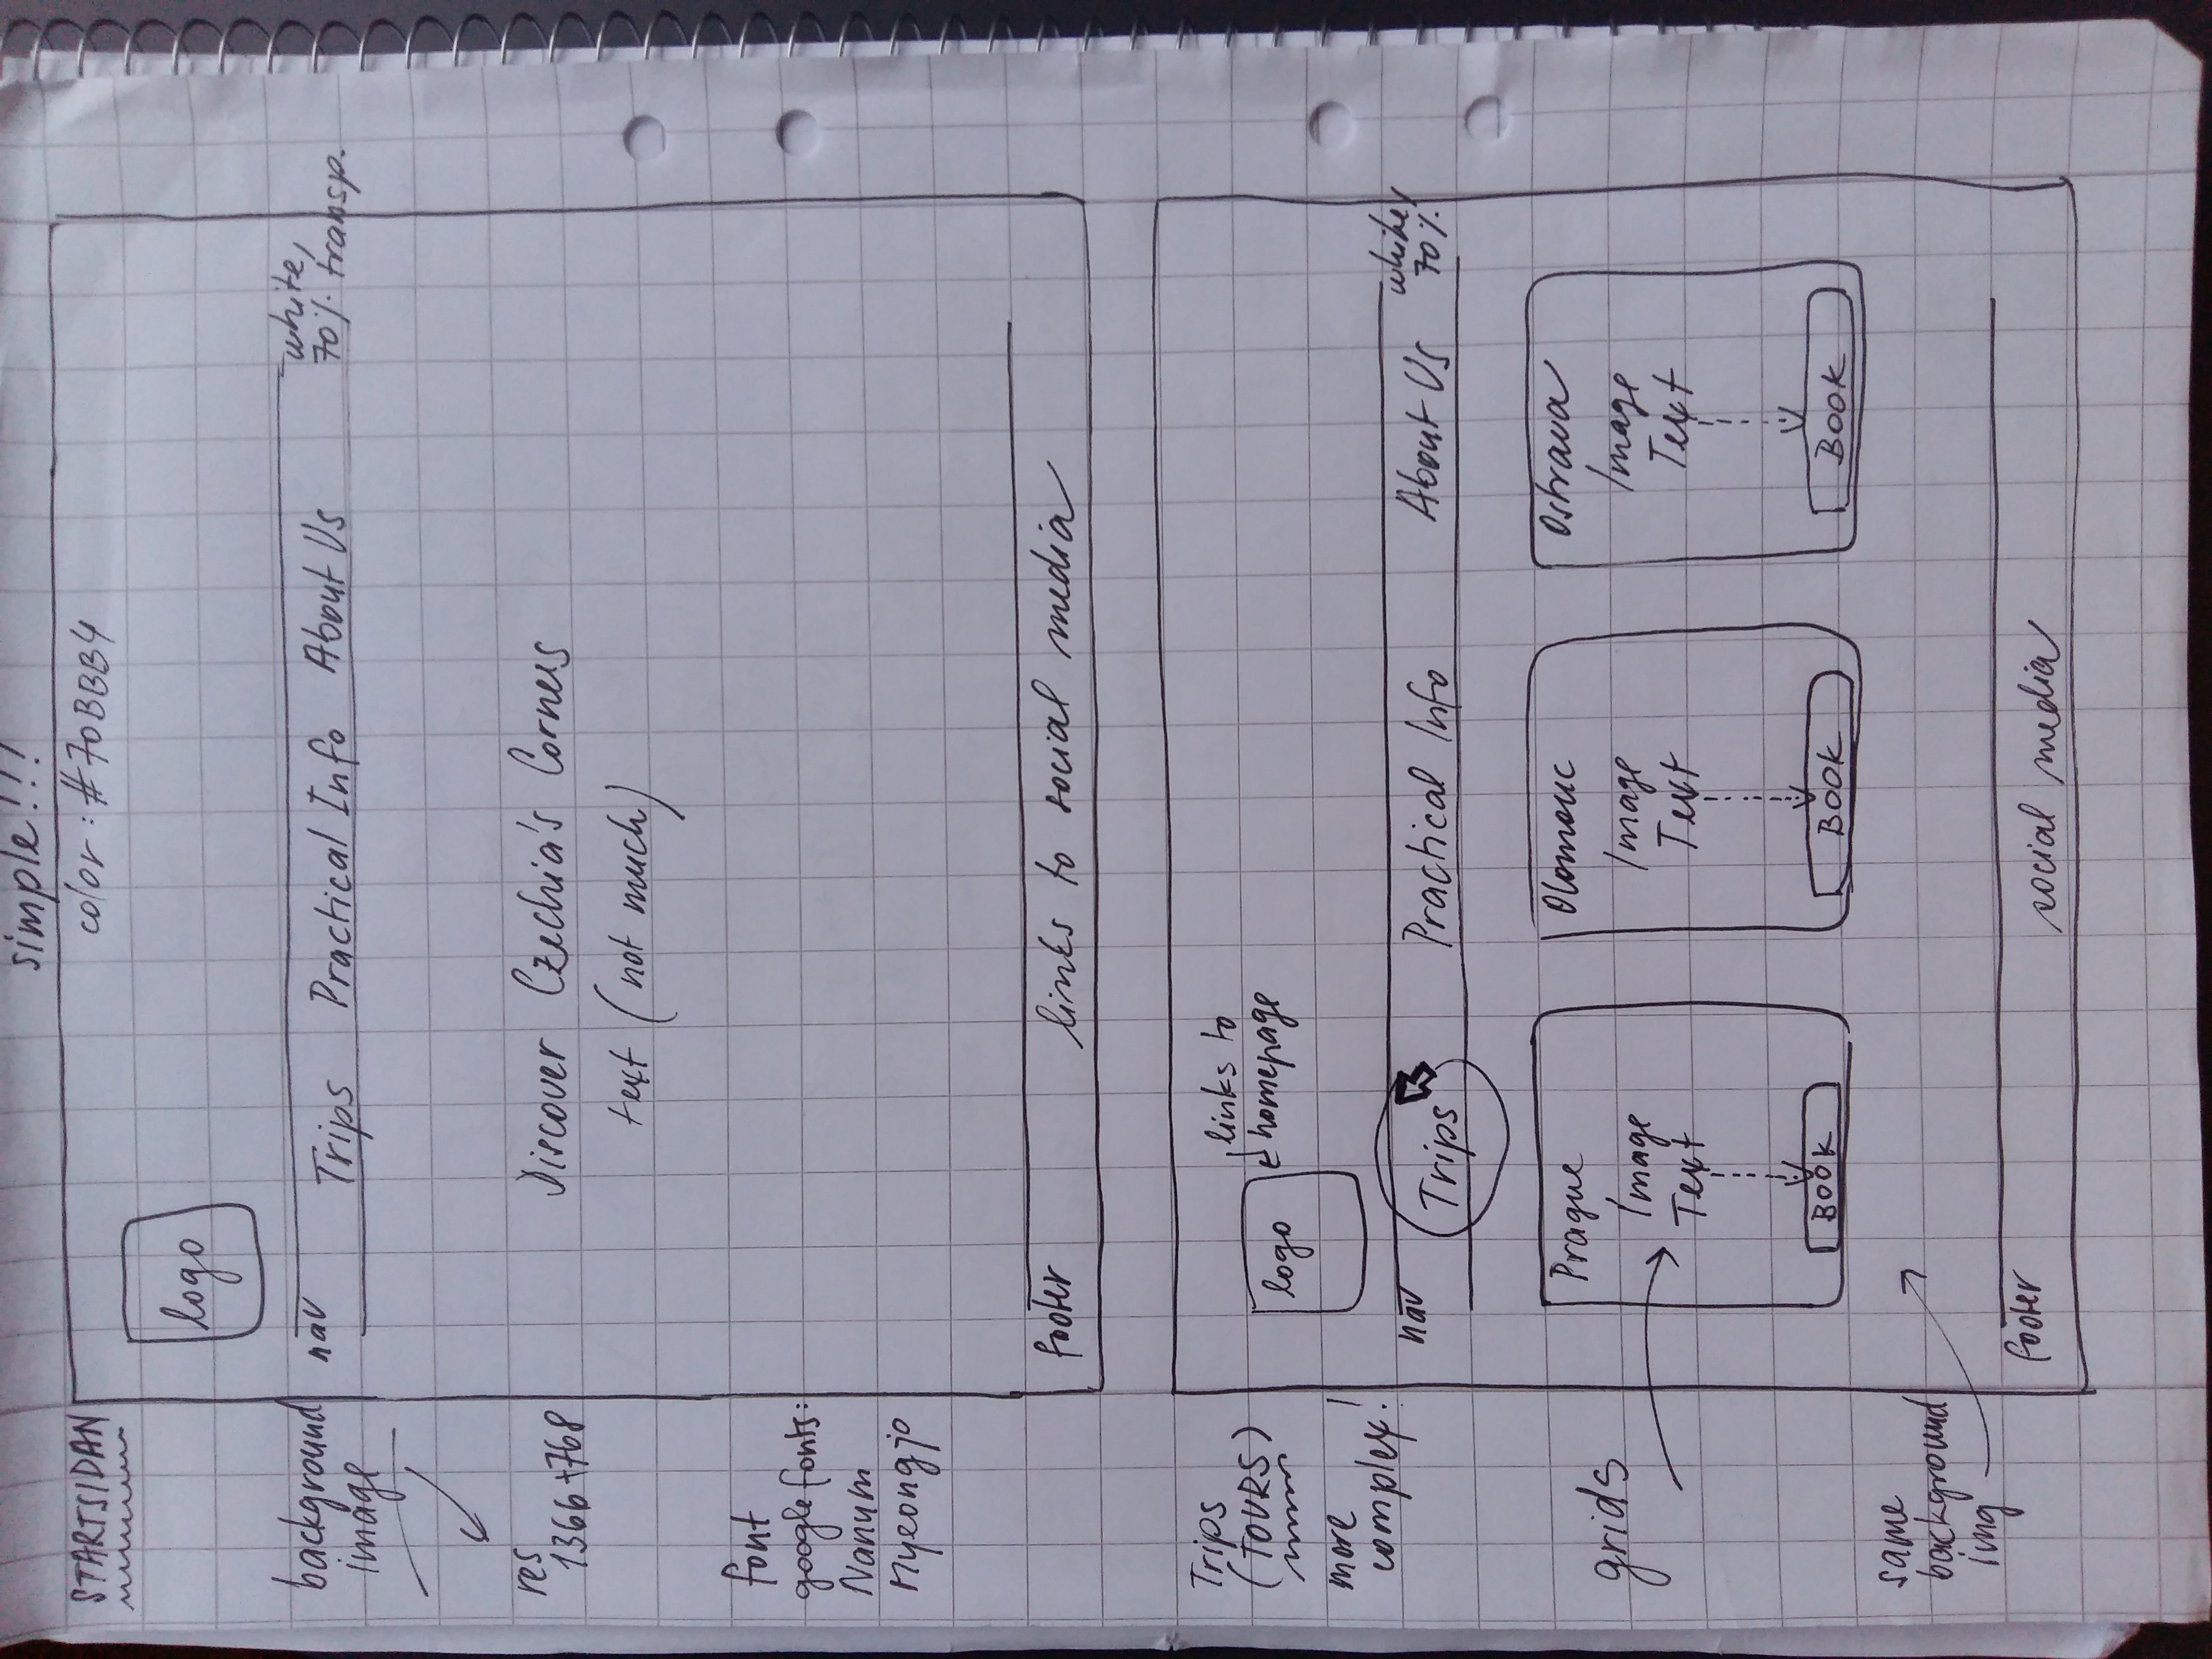 simple!!!
STARTSIDAN
color: #70BBB4
logo
background
image
nav
Trips Practical Info About Us
white,
70% transp.
res
1366+768
Discover Czechia's Corners
text (not much)
font
google fonts:
Nanum
Myeongjo
footer
links to social media
Trips
(TOURS)
more
complex!
logo
links to
homepage
nav
Trips
Practical Info
About Us
white,
70%
grids
Prague
Image
Text
BOOK
Olomouc
Image
Text
BOOK
Ostrava
Image
Text
BOOK
same
background
img
footer
social media